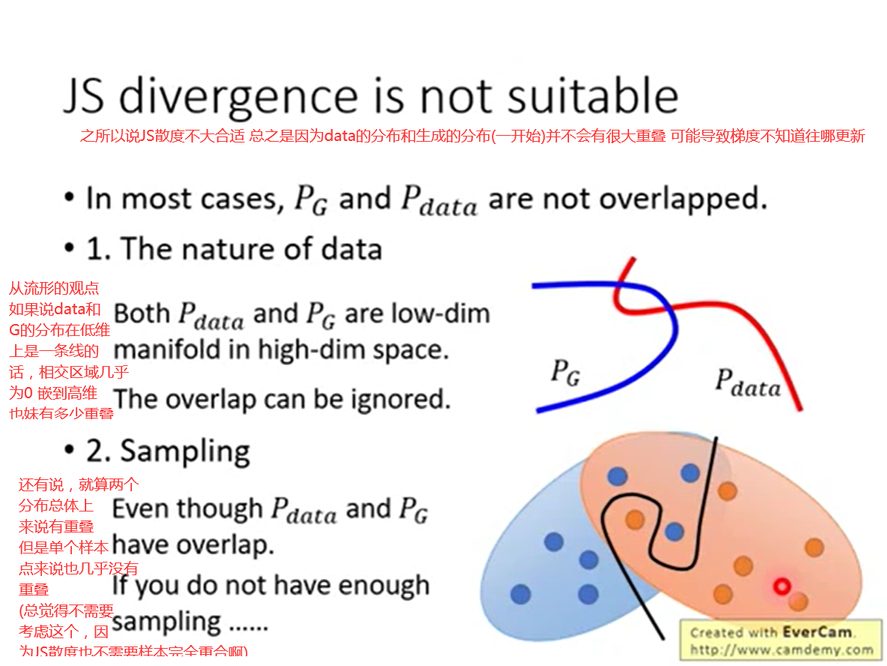 JS divergence is not suitable
之所以说JS散度不大合适 总之是因为data的分布和生成的分布(一开始)并不会有很大重叠 可能导致梯度不知道往哪更新
• In most cases, P_G and P_data are not overlapped.
• 1. The nature of data
从流形的观点
如果说data和
G的分布在低维
上是一条线的
话，相交区域几乎
为0 嵌到高维
也妹有多少重叠
Both P_data and P_G are low-dim
manifold in high-dim space.
The overlap can be ignored.
P_G
P_data
• 2. Sampling
还有说，就算两个
分布总体上
来说有重叠
但是单个样本
点来说也几乎没有
重叠
(总觉得不需要
考虑这个，因
为JS散度也不需要样本完全重合啊)
Even though P_data and P_G
have overlap.
If you do not have enough
sampling ……
Created with EverCam.
http://www.camdemy.com